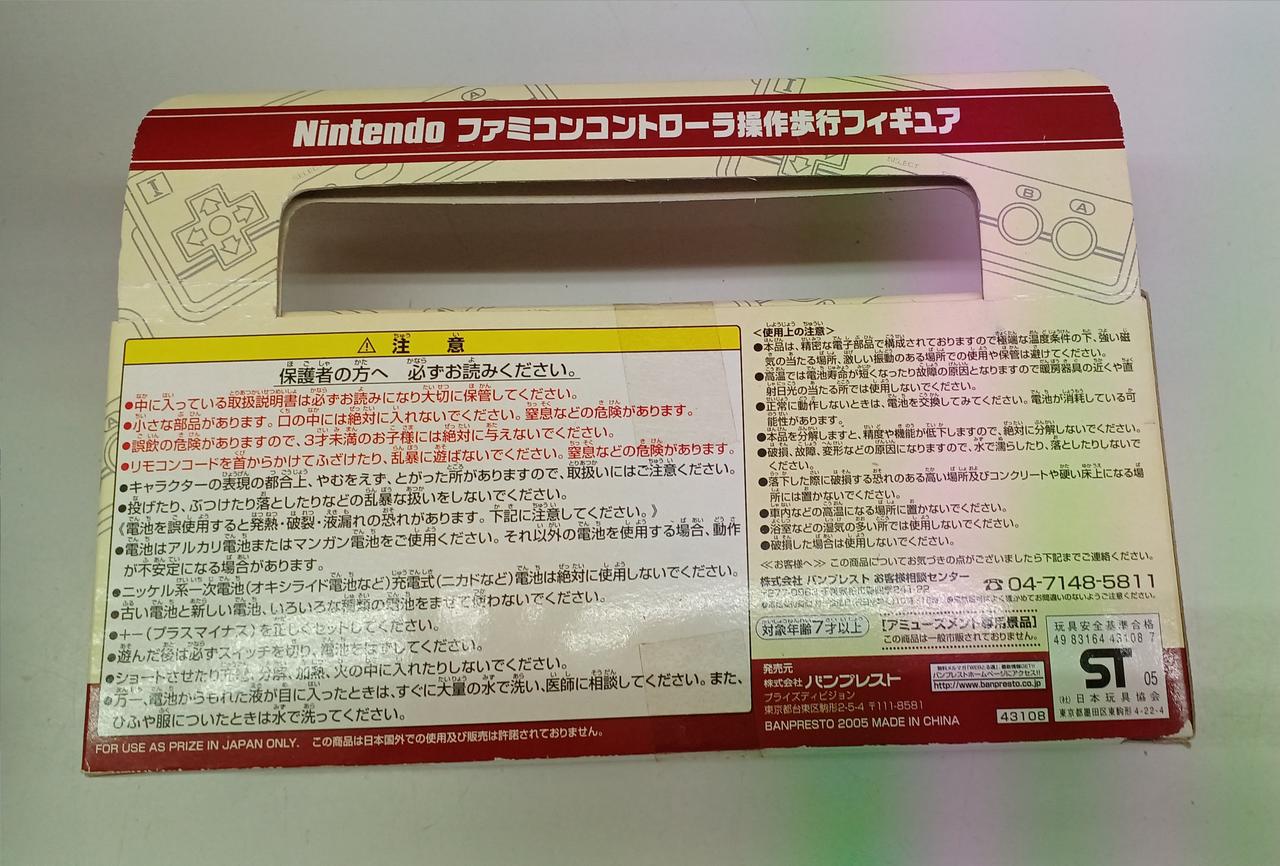 Nintendo ファミコンコントローラ操作歩行フィギュア
I
A
SELECT
B A
I
⚠ 注 意
保護者の方へ 必ずお読みください。
●中に入っている取扱説明書は必ずお読みになり大切に保管してください。
●小さな部品があります。口の中には絶対に入れないでください。窒息などの危険があります。
●誤飲の危険がありますので、3才未満のお子様には絶対に与えないでください。
●リモコンコードを首からかけてふざけたり、乱暴に遊ばないでください。窒息などの危険があります。
●キャラクターの表現の都合上、やむをえず、とがった所がありますので、取扱いにはご注意ください。
●投げたり、ぶつけたり落としたりなどの乱暴な扱いをしないでください。
《電池を誤使用すると発熱・破裂・液漏れの恐れがあります。下記に注意してください。》
●電池はアルカリ電池またはマンガン電池をご使用ください。それ以外の電池を使用する場合、動作
が不安定になる場合があります。
●ニッケル系一次電池(オキシライド電池など)充電式(ニカドなど)電池は絶対に使用しないでください。
●古い電池と新しい電池、いろいろな種類の電池をまぜて使わないでください。
●+-(プラスマイナス)を正しくセットしてください。
●遊んだ後は必ずスイッチを切り、電池をはずしてください。
●ショートさせたり充電、分解、加熱、火の中に入れたりしないでください。
●万一、電池からもれた液が目に入ったときは、すぐに大量の水で洗い、医師に相談してください。また、
ひふや服についたときは水で洗ってください。
FOR USE AS PRIZE IN JAPAN ONLY. この商品は日本国外での使用及び販売は許諾されておりません。
<使用上の注意>
●本品は、精密な電子部品で構成されておりますので極端な温度条件の下、強い磁
気の当たる場所、激しい振動のある場所での使用や保管は避けてください。
●高温では電池寿命が短くなったり故障の原因となりますので暖房器具の近くや直
射日光の当たる所では使用しないでください。
●正常に動作しないときは、電池を交換してみてください。電池が消耗している可
能性があります。
●本品を分解しますと、精度や機能が低下しますので、絶対に分解しないでください。
●破損、故障、変形などの原因になりますので、水で濡らしたり、落としたりしないで
ください。
●落下した際に破損する恐れのある高い場所及びコンクリートや硬い床上になる場
所には置かないでください。
●車内などの高温になる場所に置かないでください。
●浴室などの湿気の多い所では使用しないでください。
●破損した場合は使用しないでください。
≪お客様へ≫ この商品についてお気づきの点がございましたら下記までご連絡ください。
株式会社 バンプレスト お客様相談センター ☎04-7148-5811
対象年齢7才以上
[アミューズメント専用景品]
この商品は一般市販されておりません。
発売元
株式会社 バンプレスト
プライズディビジョン
東京都台東区駒形2-5-4 〒111-8581
BANPRESTO 2005 MADE IN CHINA
バンプレストホームページにアクセス!!
http://www.banpresto.co.jp
43108
玩具安全基準合格
49 83164 43108 7
ST 05
(社)日本玩具協会
東京都墨田区東駒形 4-22-4